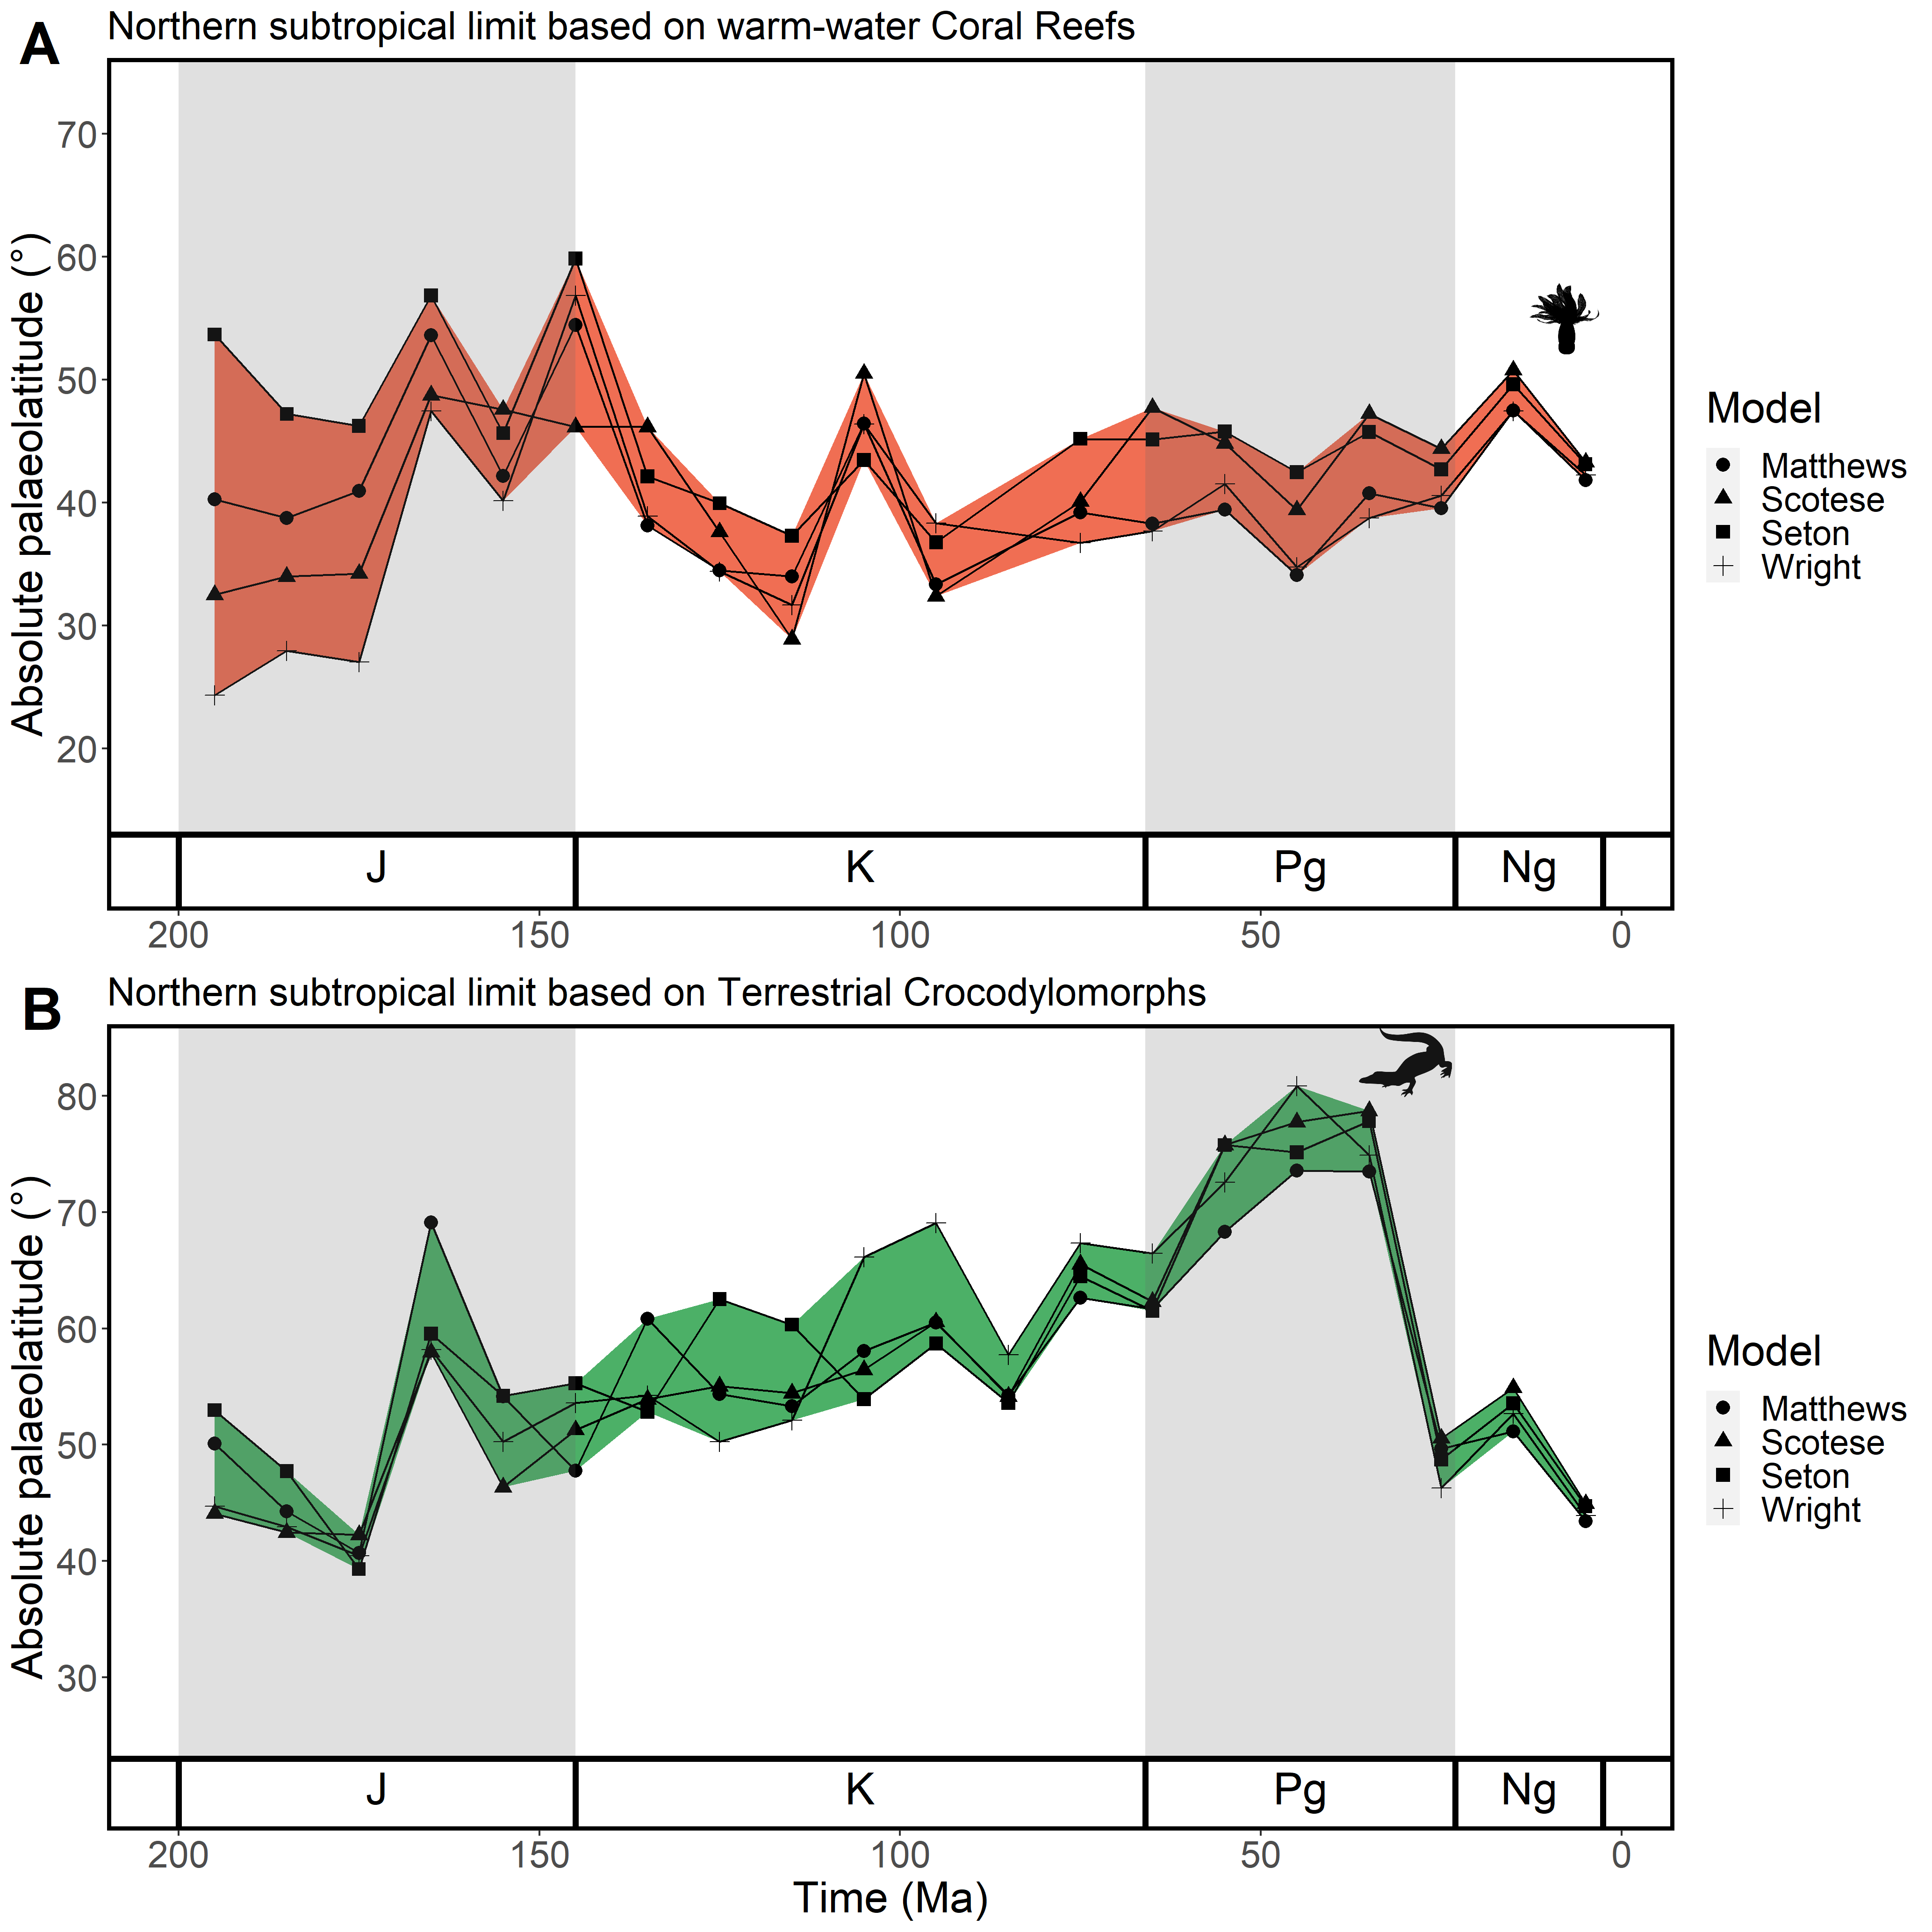 A
Northern subtropical limit based on warm-water Coral Reefs
Absolute palaeolatitude (°)
70
60
50
40
30
20
J K Pg Ng
200 150 100 50 0
Model
Matthews
Scotese
Seton
Wright
B
Northern subtropical limit based on Terrestrial Crocodylomorphs
Absolute palaeolatitude (°)
80
70
60
50
40
30
J K Pg Ng
200 150 100 50 0
Time (Ma)
Model
Matthews
Scotese
Seton
Wright